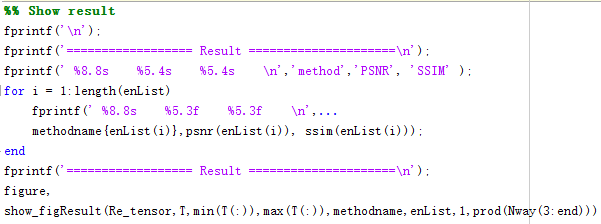 %% Show result
fprintf('\n');
fprintf('================== Result =====================\n');
fprintf(' %8.8s    %5.4s    %5.4s    \n','method','PSNR', 'SSIM' );
for i = 1:length(enList)
    fprintf(' %8.8s    %5.3f    %5.3f    \n',...
    methodname{enList(i)},psnr(enList(i)), ssim(enList(i)));
end
fprintf('================== Result =====================\n');
figure,
show_figResult(Re_tensor,T,min(T(:)),max(T(:)),methodname,enList,1,prod(Nway(3:end)))